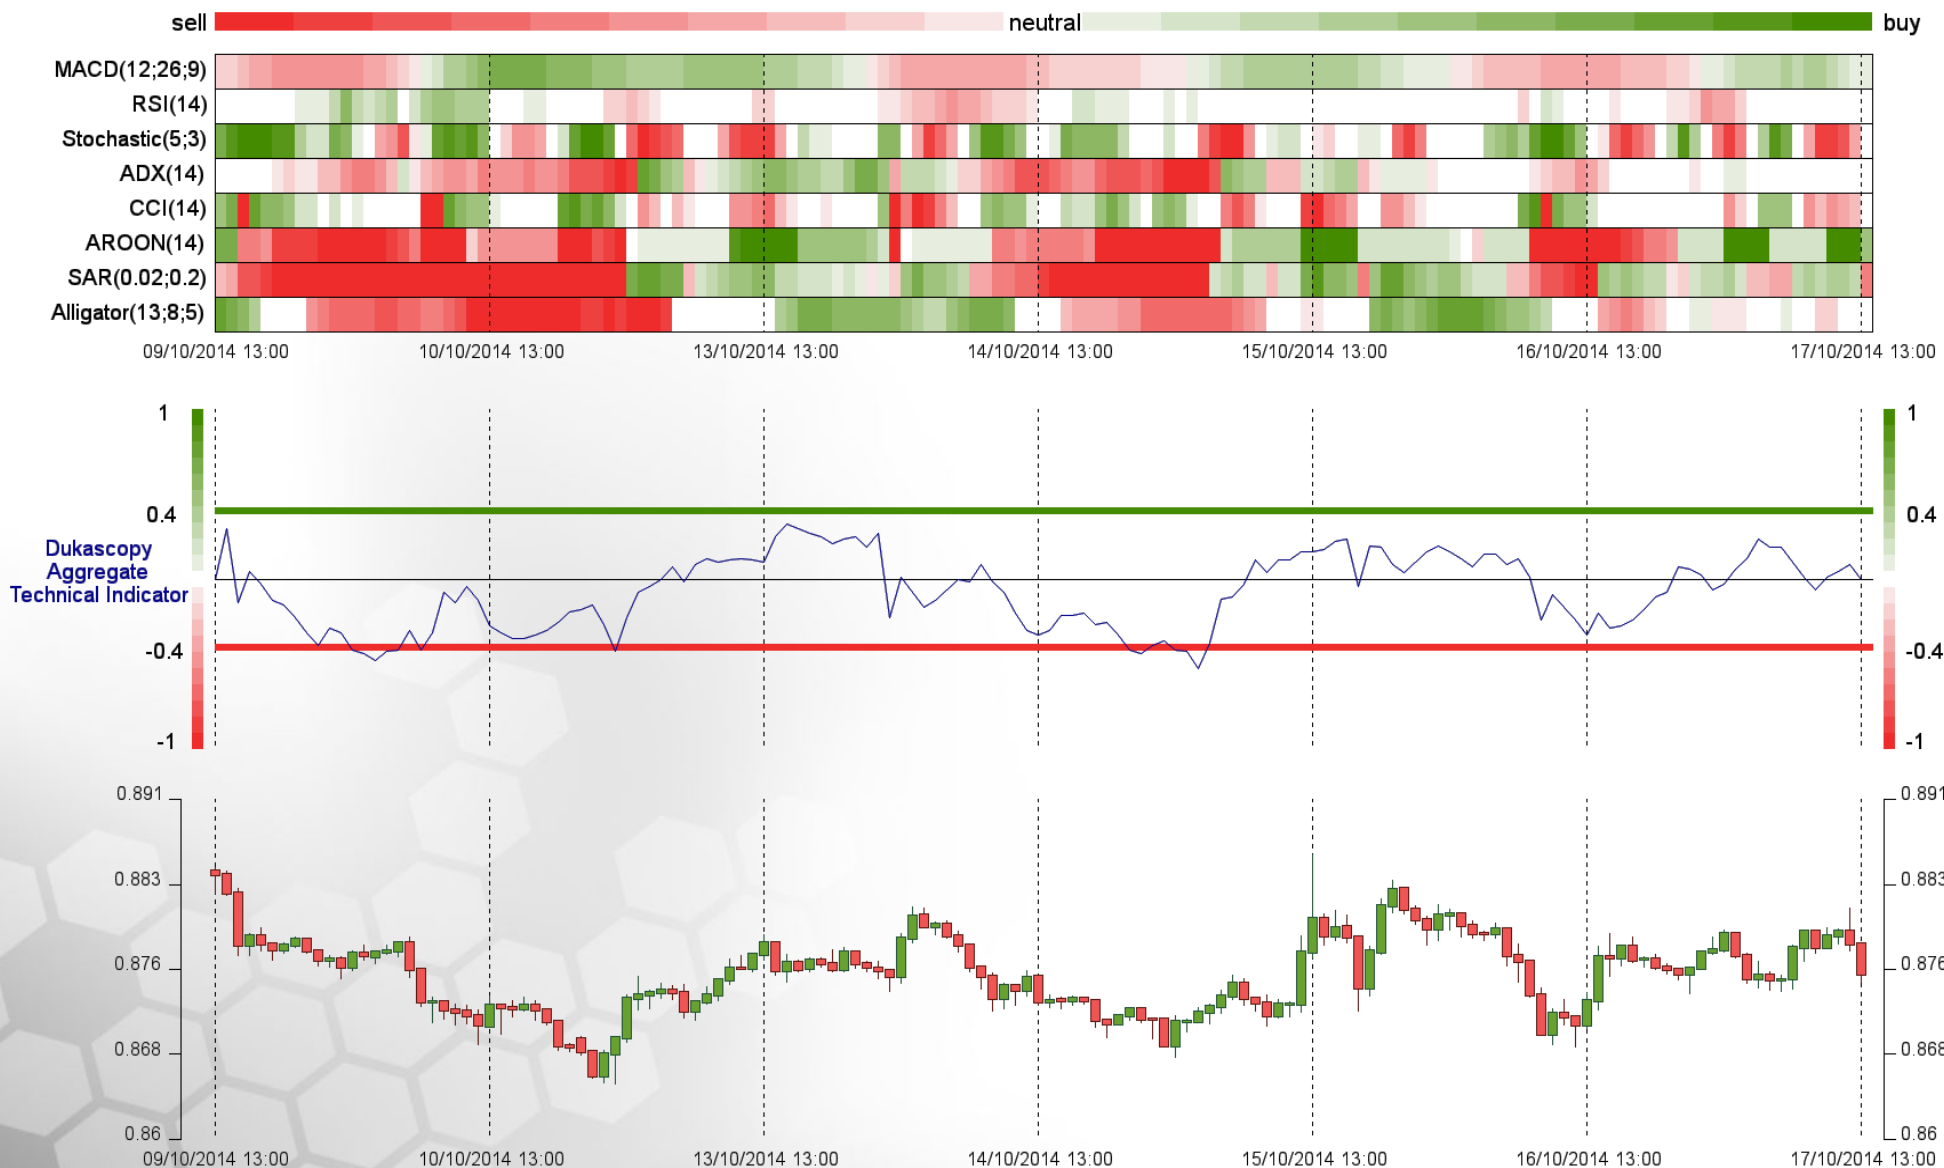 sell neutral buy
MACD(12;26;9)
RSI(14)
Stochastic(5;3)
ADX(14)
CCI(14)
AROON(14)
SAR(0.02;0.2)
Alligator(13;8;5)
09/10/2014 13:00 10/10/2014 13:00 13/10/2014 13:00 14/10/2014 13:00 15/10/2014 13:00 16/10/2014 13:00 17/10/2014 13:00
1 1
0.4 0.4
Dukascopy
Aggregate
Technical Indicator
-0.4 -0.4
-1 -1
0.891 0.891
0.883 0.883
0.876 0.876
0.868 0.868
0.86 0.86
09/10/2014 13:00 10/10/2014 13:00 13/10/2014 13:00 14/10/2014 13:00 15/10/2014 13:00 16/10/2014 13:00 17/10/2014 13:00